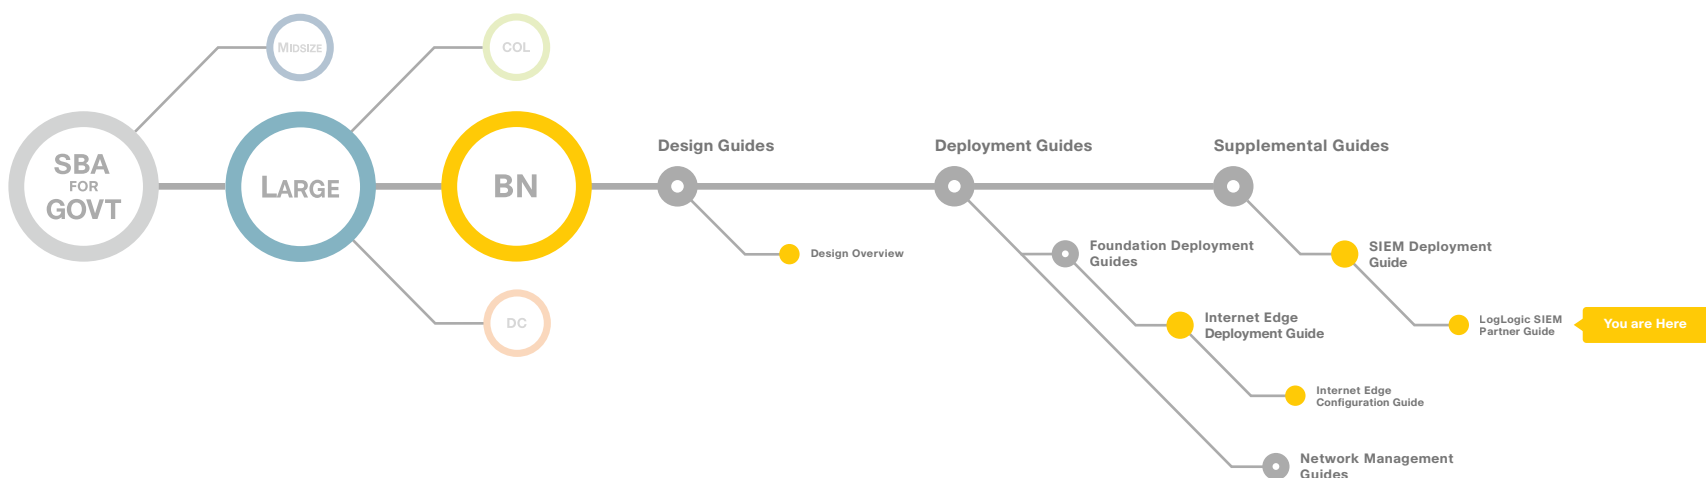 MIDSIZE
COL
SBA
FOR
GOVT
LARGE
BN
DC
Design Guides
Design Overview
Deployment Guides
Foundation Deployment
Guides
Internet Edge
Deployment Guide
Internet Edge
Configuration Guide
Network Management
Guides
Supplemental Guides
SIEM Deployment
Guide
LogLogic SIEM
Partner Guide
You are Here